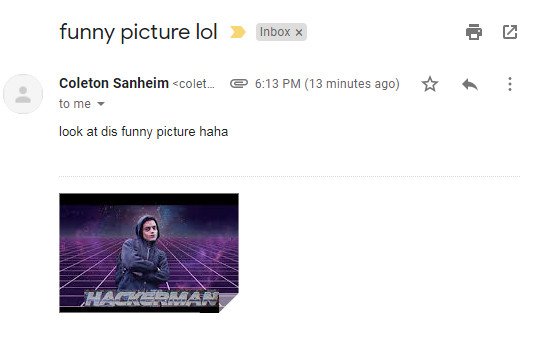 funny picture lol
Inbox ×
Coleton Sanheim <colet...
6:13 PM (13 minutes ago)
to me
look at dis funny picture haha
HACKERMAN